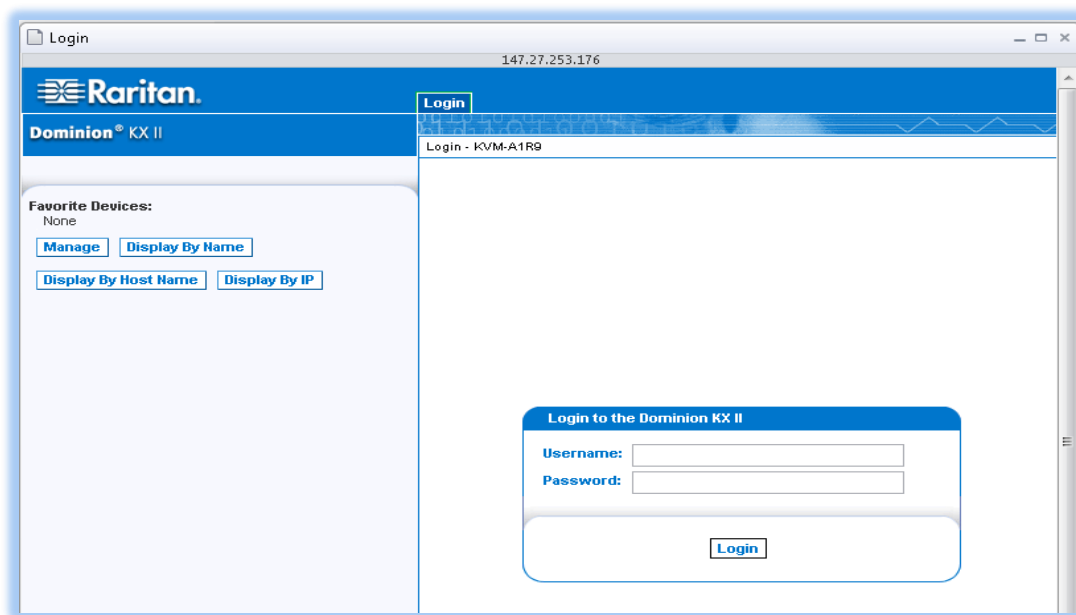 Login
147.27.253.176
Raritan.
Dominion® KX II
Login
Login - KVM-A1R9
Favorite Devices:
None
Manage
Display By Name
Display By Host Name
Display By IP
Login to the Dominion KX II
Username:
Password:
Login